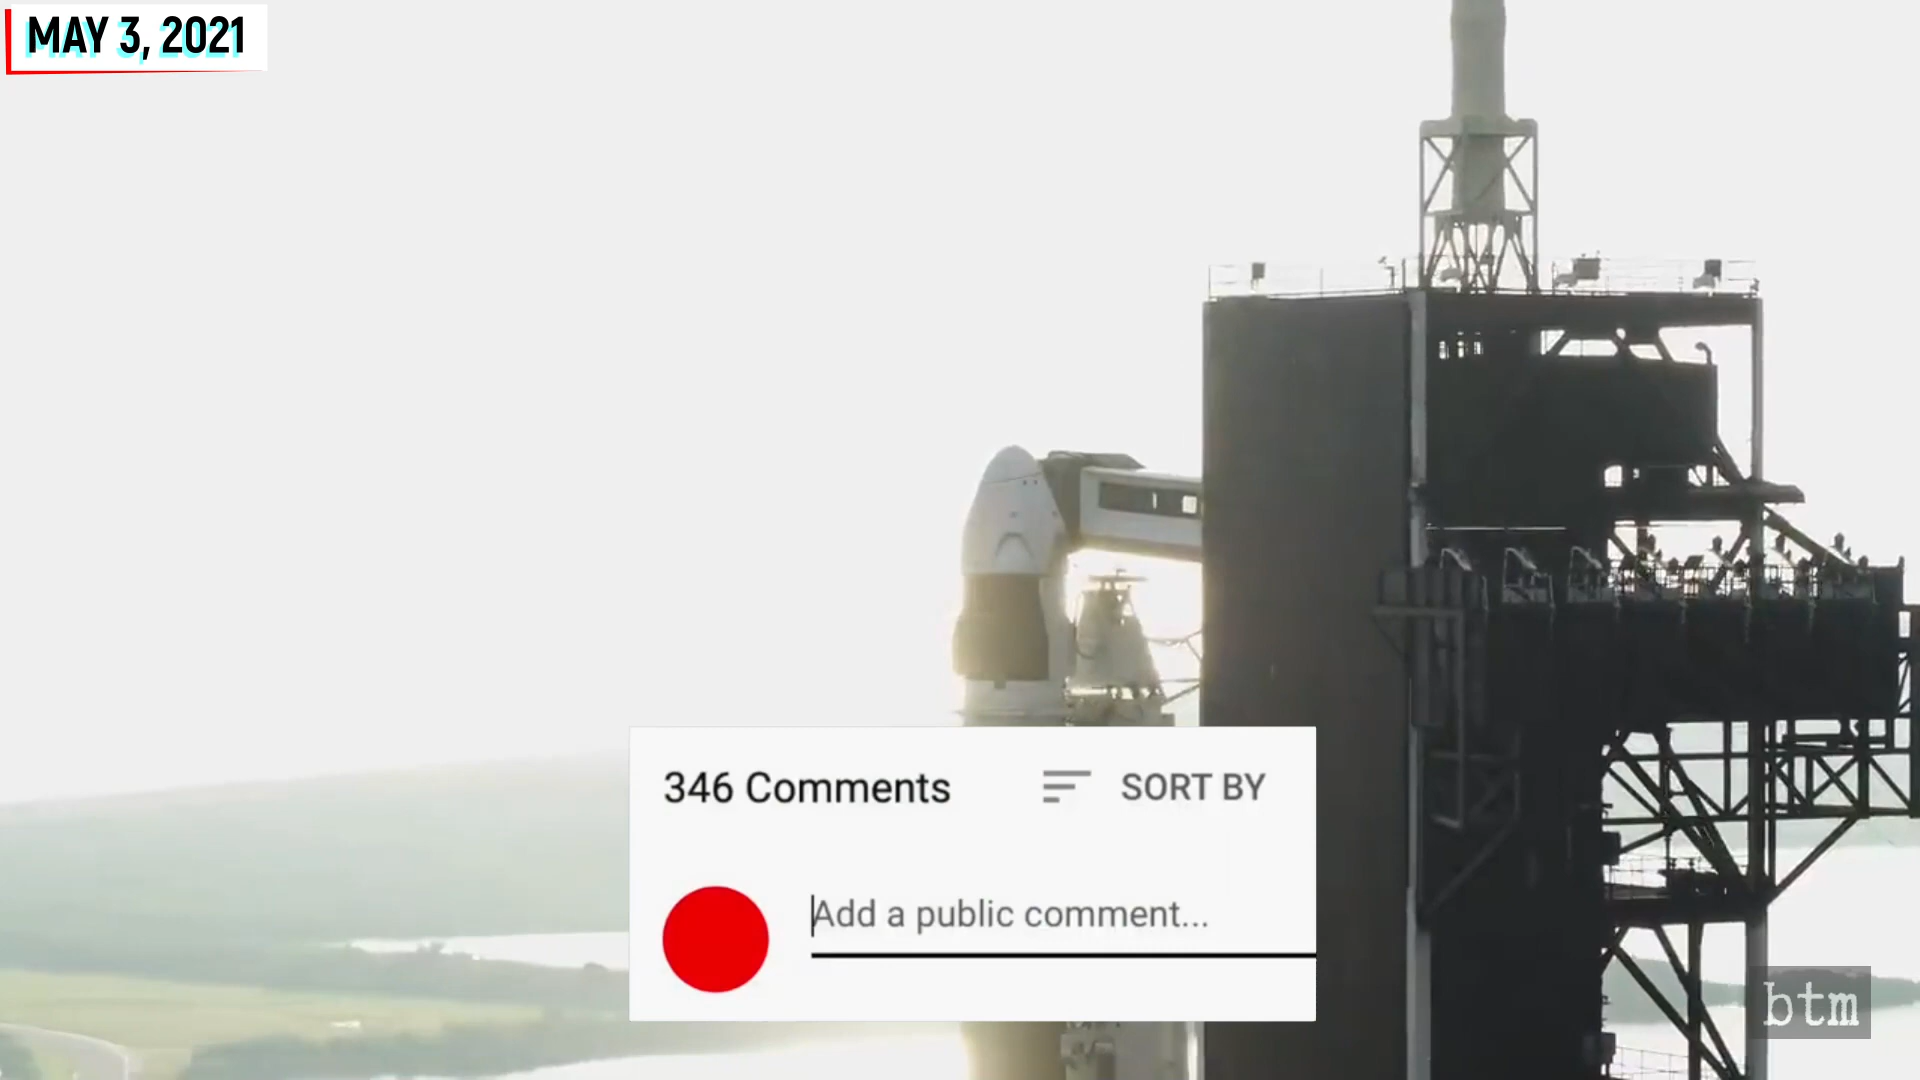 MAY 3, 2021
346 Comments
SORT BY
Add a public comment...
btm